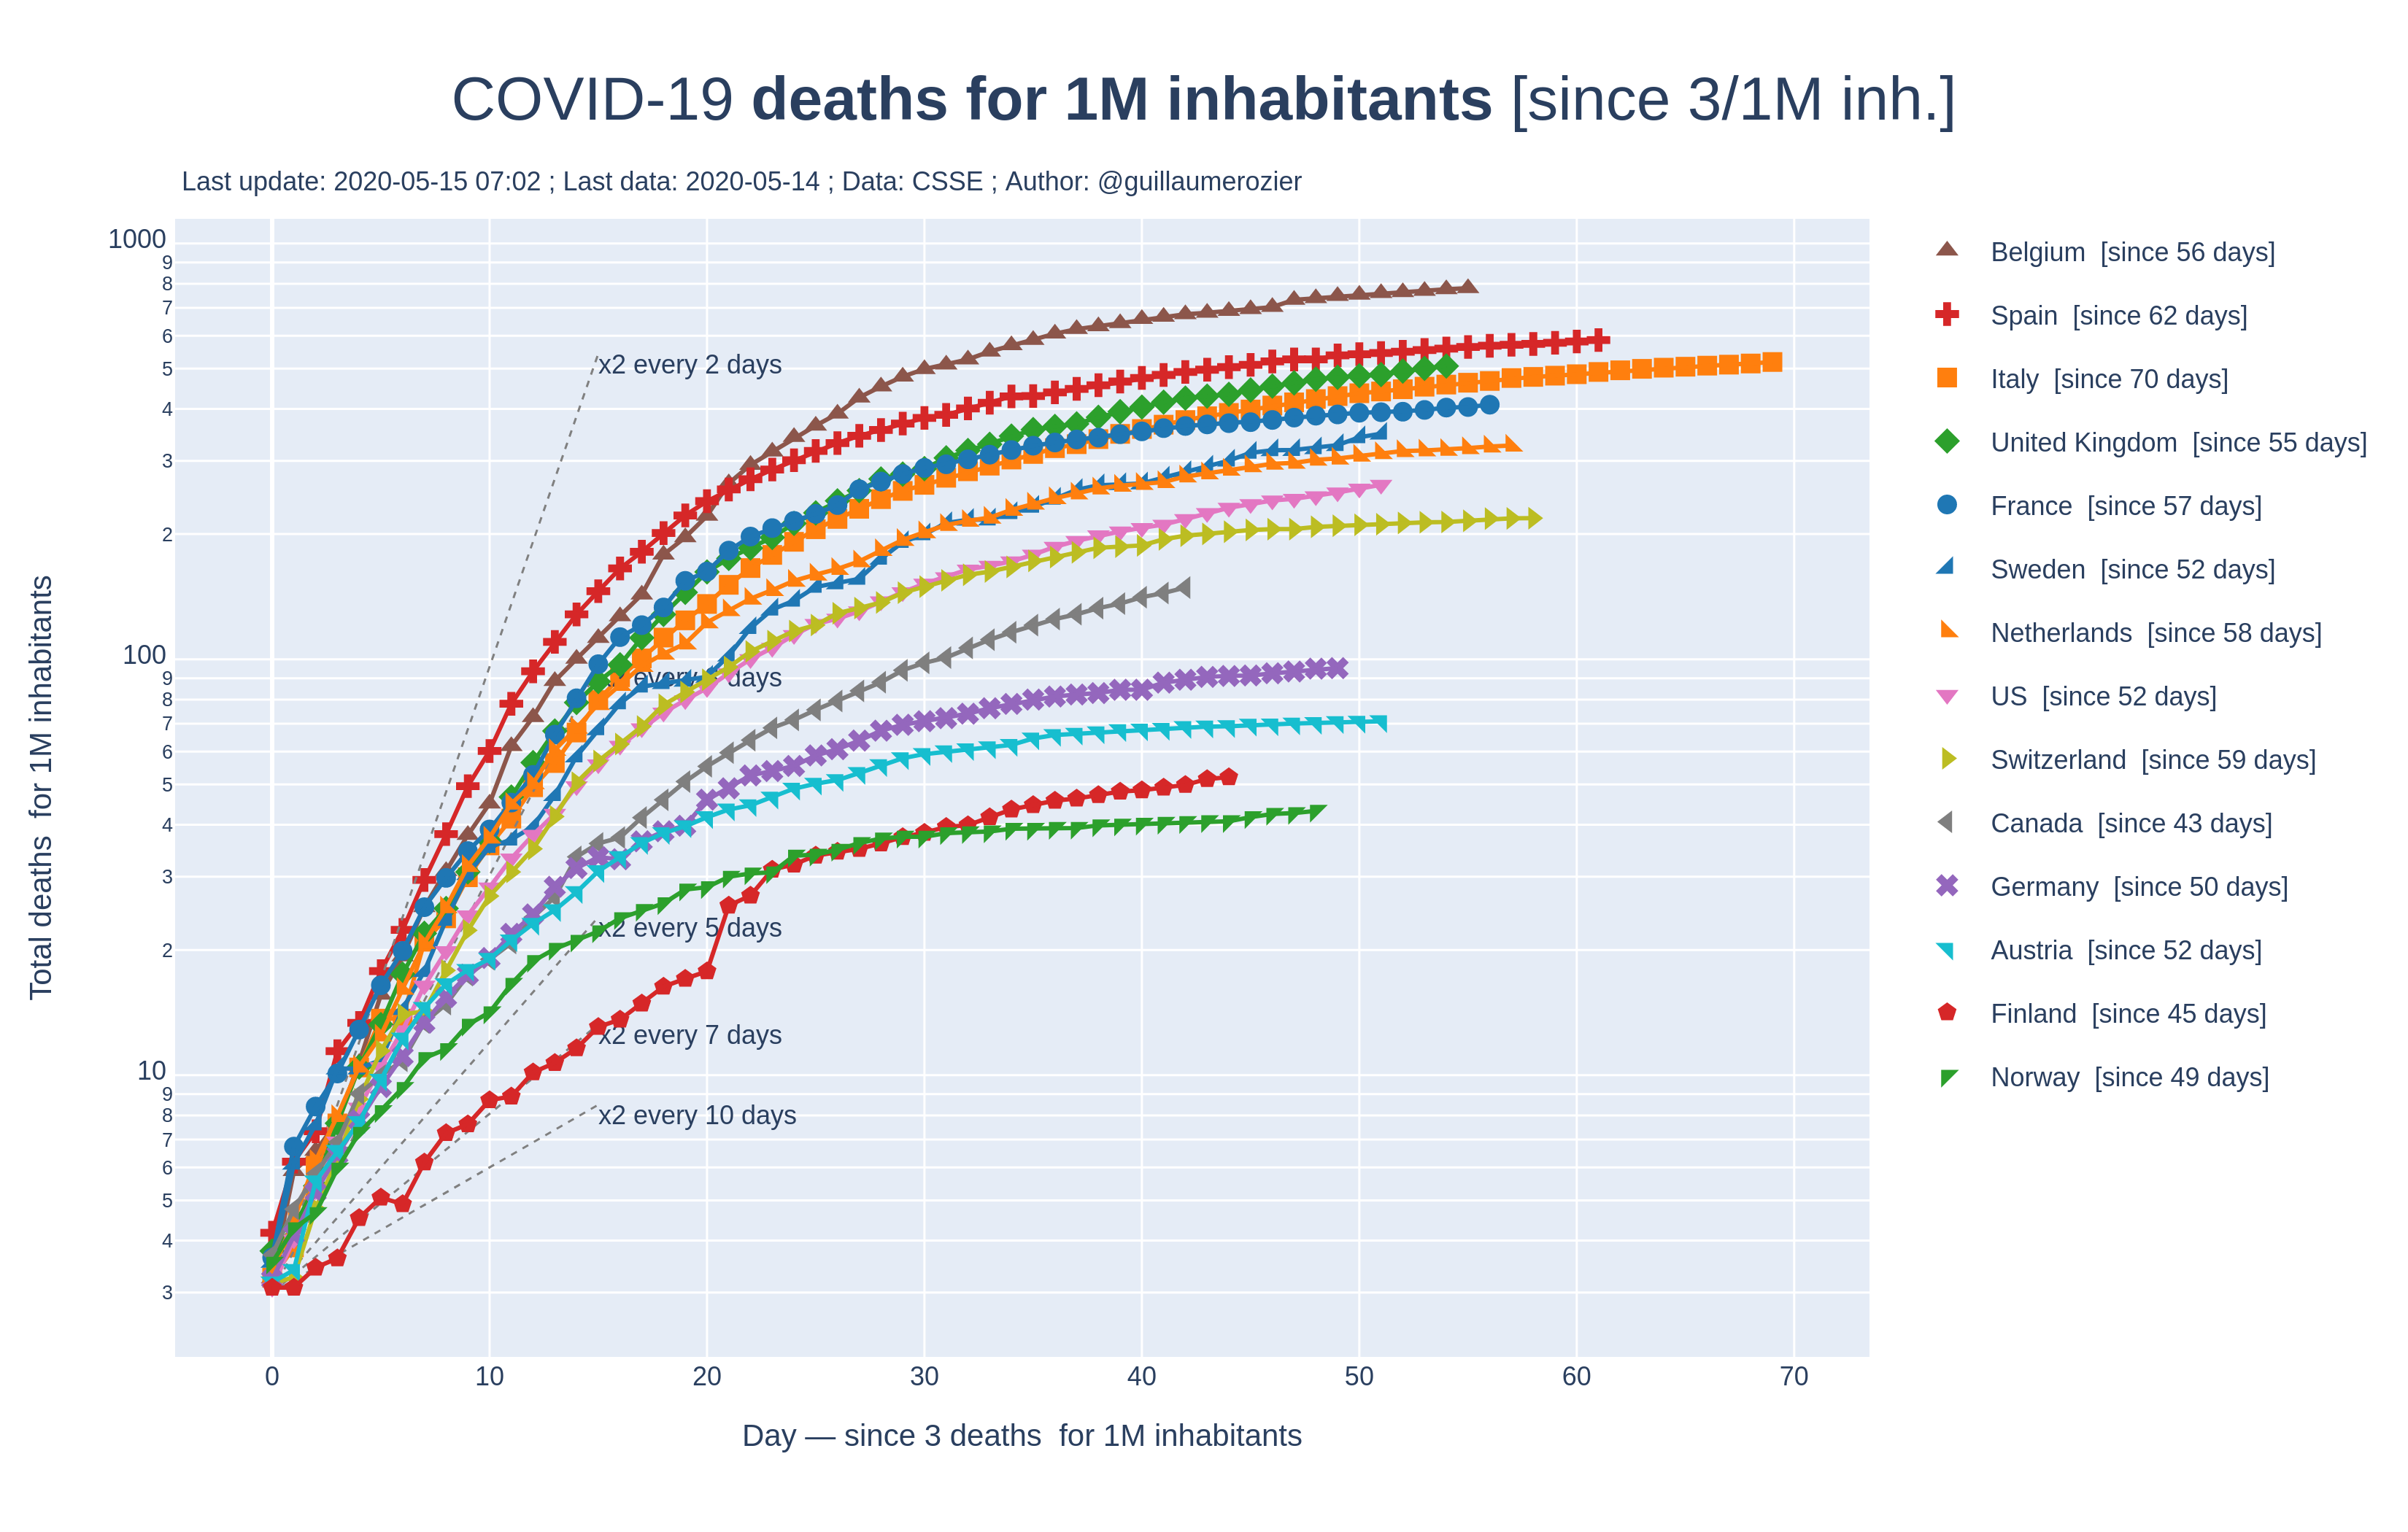 COVID-19 deaths for 1M inhabitants [since 3/1M inh.]
Last update: 2020-05-15 07:02 ; Last data: 2020-05-14 ; Data: CSSE ; Author: @guillaumerozier
1000
9
8
7
6
5
4
3
2
100
9
8
7
6
5
4
3
2
10
9
8
7
6
5
4
3
Total deaths for 1M inhabitants
x2 every 2 days
every days
x2 every 5 days
x2 every 7 days
x2 every 10 days
0 10 20 30 40 50 60 70
Day — since 3 deaths for 1M inhabitants
Belgium [since 56 days]
Spain [since 62 days]
Italy [since 70 days]
United Kingdom [since 55 days]
France [since 57 days]
Sweden [since 52 days]
Netherlands [since 58 days]
US [since 52 days]
Switzerland [since 59 days]
Canada [since 43 days]
Germany [since 50 days]
Austria [since 52 days]
Finland [since 45 days]
Norway [since 49 days]